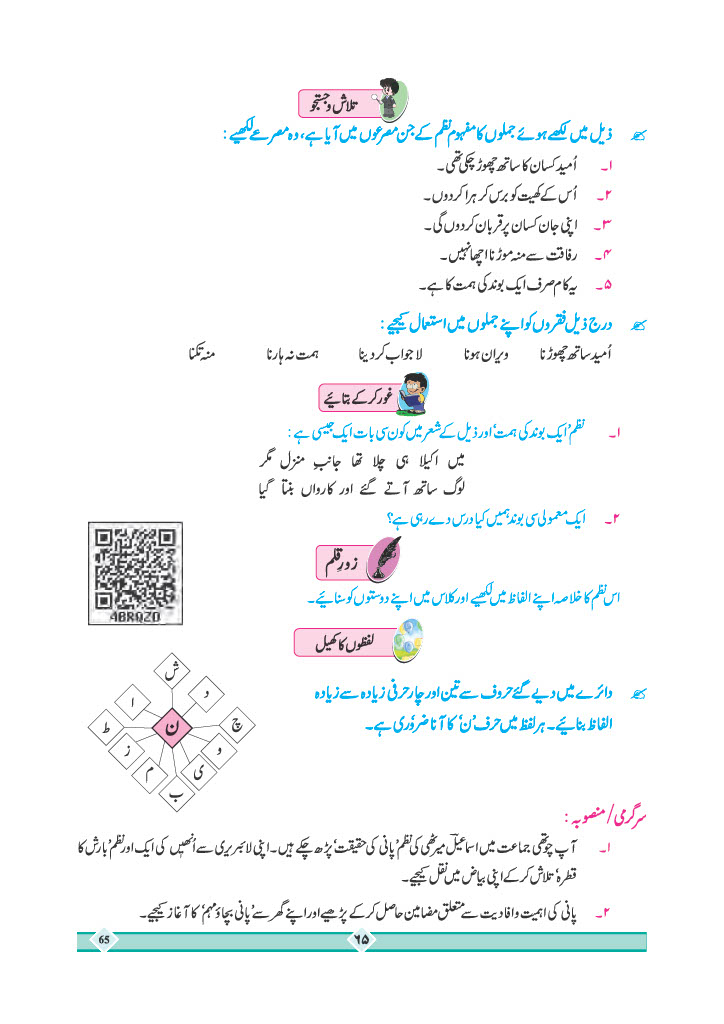 تلاش و جستجو
ذیل میں لکھے ہوئے جملوں کا مفہوم نظم کے جن مصرعوں میں آیا ہے، وہ مصرعے لکھیے :
۱۔ اُمید کسان کا ساتھ چھوڑ چکی تھی۔
۲۔ اُس کے کھیت کو برس کر ہرا کردوں۔
۳۔ اپنی جان کسان پر قربان کردوں گی۔
۴۔ رفاقت سے منہ موڑنا اچھا نہیں۔
۵۔ یہ کام صرف ایک بوند کی ہمت کا ہے۔
درج ذیل فقروں کو اپنے جملوں میں استعمال کیجیے :
اُمید ساتھ چھوڑنا ویران ہونا لاجواب کردینا ہمت نہ ہارنا منہ تکنا
غور کرکے بتائیے
۱۔ نظم 'ایک بوند کی ہمت' اور ذیل کے شعر میں کون سی بات ایک جیسی ہے :
میں اکیلا ہی چلا تھا جانبِ منزل مگر
لوگ ساتھ آتے گئے اور کارواں بنتا گیا
۲۔ ایک معمولی سی بوند ہمیں کیا درس دے رہی ہے؟
4BRQZD
زورِ قلم
اس نظم کا خلاصہ اپنے الفاظ میں لکھیے اور کلاس میں اپنے دوستوں کو سنائیے۔
لفظوں کا کھیل
دائرے میں دیے گئے حروف سے تین اور چار حرفی زیادہ سے زیادہ
الفاظ بنائیے۔ ہر لفظ میں حرف 'ن' کا آنا ضروری ہے۔
ش
د
چ
و
ی
ب
م
ز
ط
ا
ن
سرگرمی/منصوبہ :
۱۔ آپ چوتھی جماعت میں اسماعیلؔ میرٹھی کی نظم 'پانی کی حقیقت' پڑھ چکے ہیں۔ اپنی لائبریری سے اُنھیں کی ایک اور نظم 'بارش کا
قطرہ' تلاش کرکے اپنی بیاض میں نقل کیجیے۔
۲۔ پانی کی اہمیت و افادیت سے متعلق مضامین حاصل کرکے پڑھیے اور اپنے گھر سے 'پانی بچاؤ مہم' کا آغاز کیجیے۔
65
۶۵